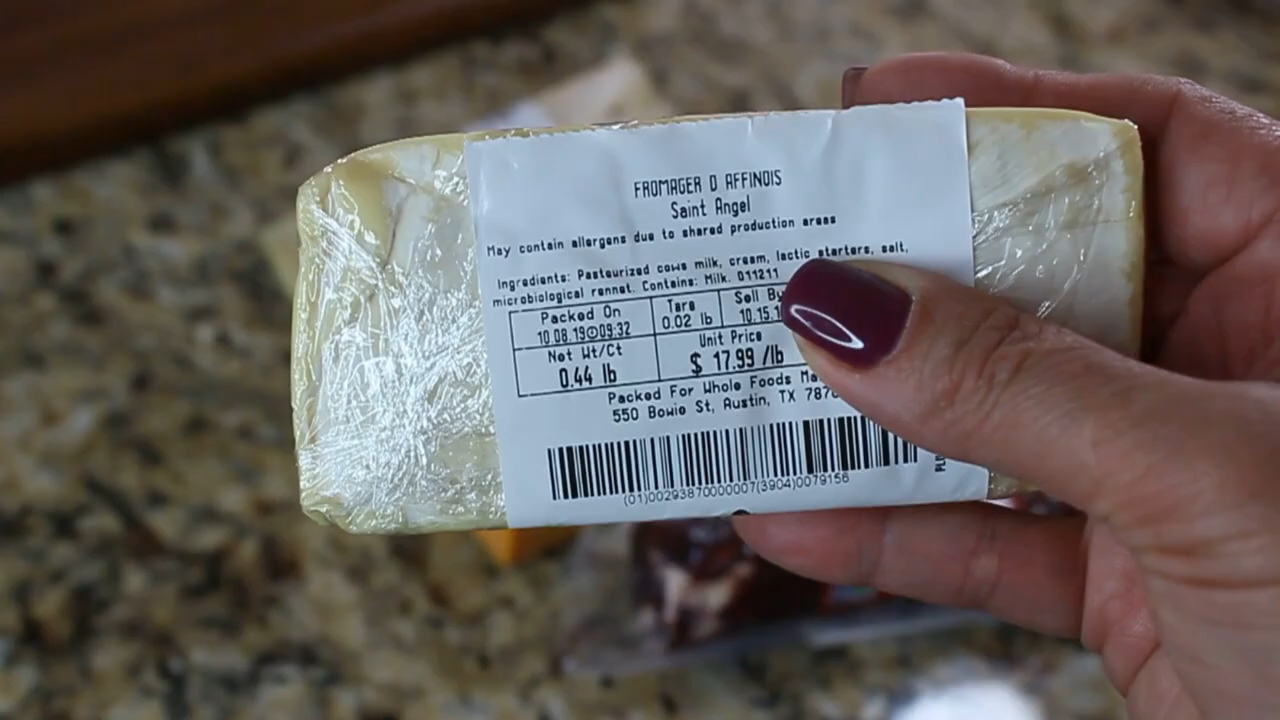 FROMAGER D AFFINOIS
Saint Angel
May contain allergens due to shared production areas
Ingredients: Pasteurized cows milk, cream, lactic starters, salt,
microbiological rennet. Contains: Milk. 011211
Packed On Tare Sell By
10.08.19 09:32 0.02 lb 10.15.1
Net Wt/Ct Unit Price
0.44 lb $ 17.99 /lb
Packed For Whole Foods
550 Bowie St, Austin, TX
(01)00293870000007(3904)0079156